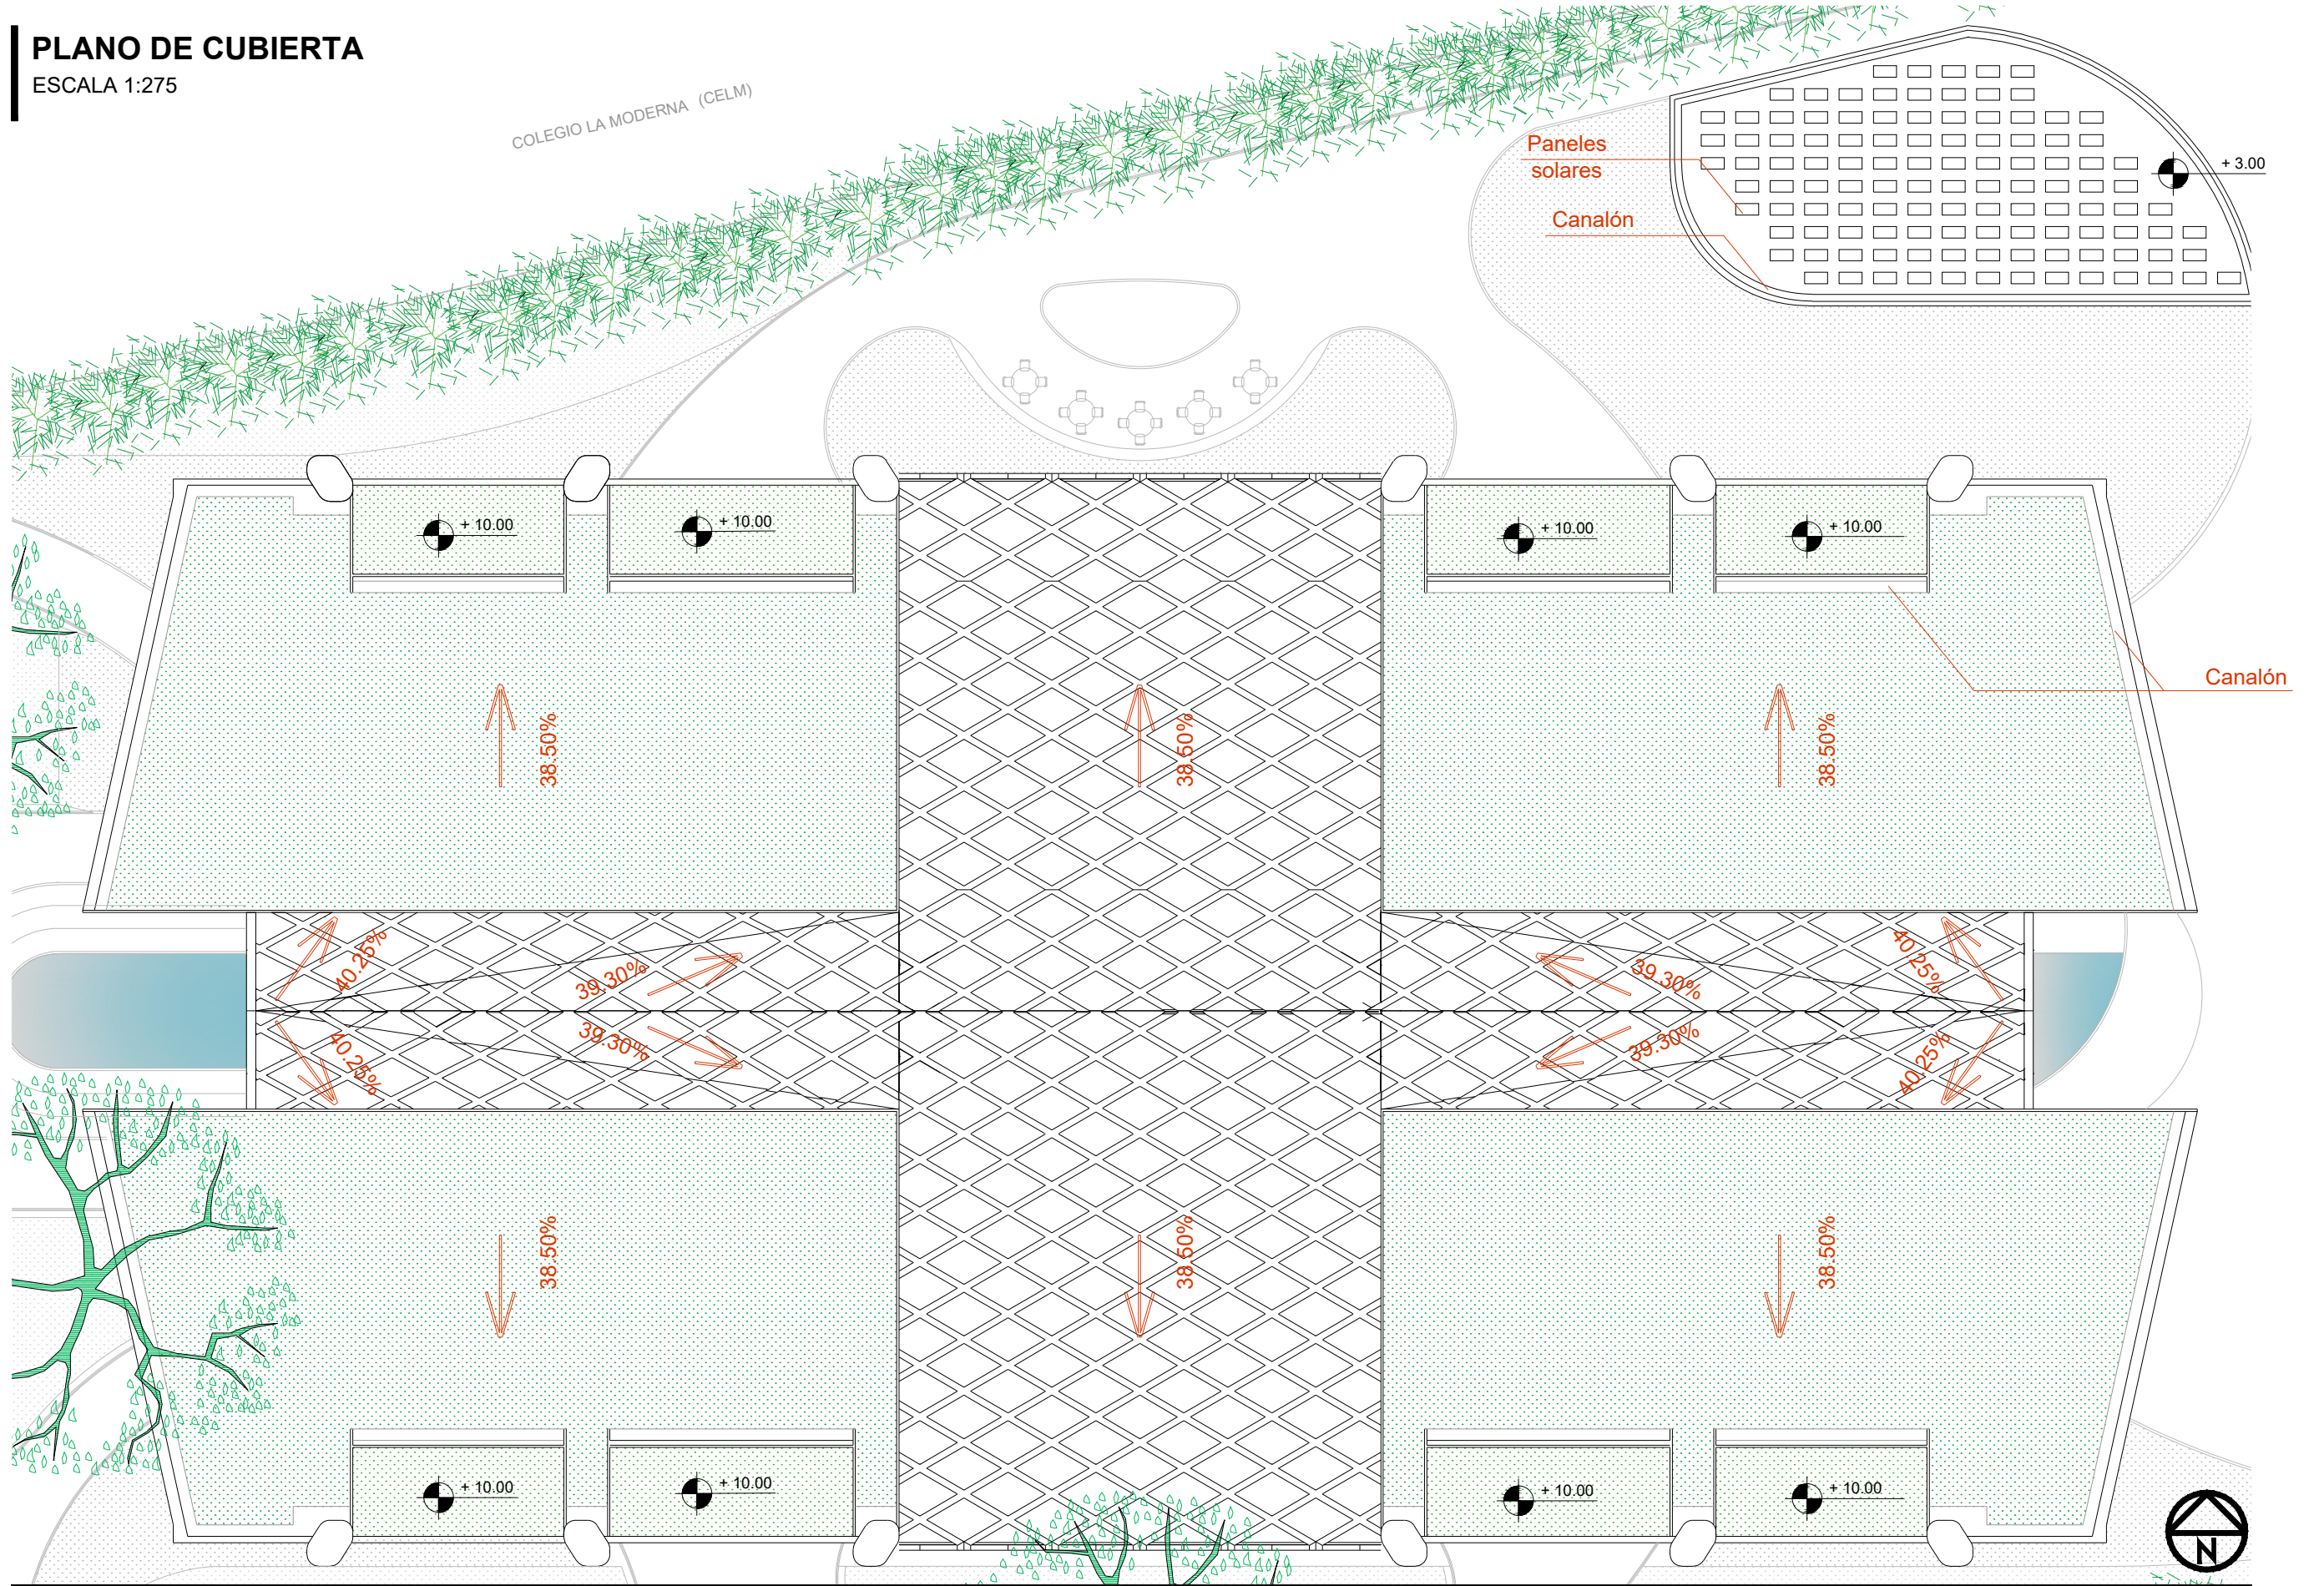 PLANO DE CUBIERTA
ESCALA 1:275
COLEGIO LA MODERNA (CELM)
Paneles
solares
+ 3.00
Canalón
+ 10.00
+ 10.00
+ 10.00
+ 10.00
Canalón
38.50%
38.50%
38.50%
40.25%
39.30%
39.30%
40.25%
40.25%
39.30%
39.30%
40.25%
38.50%
38.50%
38.50%
+ 10.00
+ 10.00
+ 10.00
+ 10.00
N